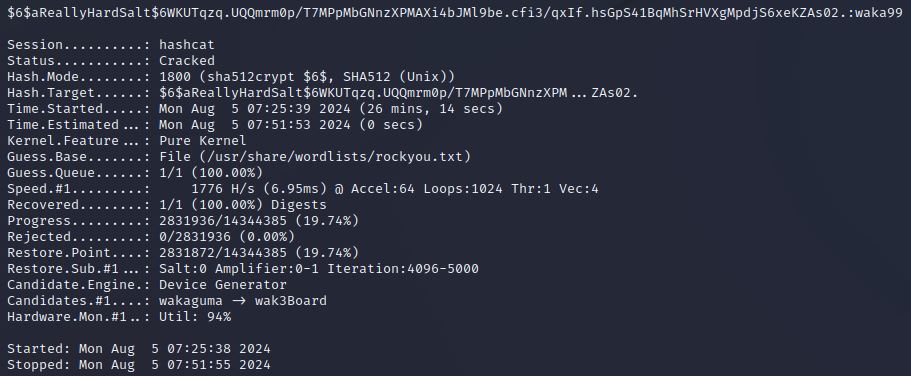 $6$aReallyHardSalt$6WKUTqzq.UQQmrm0p/T7MPpMbGNnzXPMAXi4bJMl9be.cfi3/qxIf.hsGpS41BqMhSrHVXgMpdjS6xeKZAs02.:waka99
Session..........: hashcat
Status...........: Cracked
Hash.Mode........: 1800 (sha512crypt $6$, SHA512 (Unix))
Hash.Target......: $6$aReallyHardSalt$6WKUTqzq.UQQmrm0p/T7MPpMbGNnzXPM...ZAs02.
Time.Started.....: Mon Aug  5 07:25:39 2024 (26 mins, 14 secs)
Time.Estimated...: Mon Aug  5 07:51:53 2024 (0 secs)
Kernel.Feature...: Pure Kernel
Guess.Base.......: File (/usr/share/wordlists/rockyou.txt)
Guess.Queue......: 1/1 (100.00%)
Speed.#1.........:     1776 H/s (6.95ms) @ Accel:64 Loops:1024 Thr:1 Vec:4
Recovered........: 1/1 (100.00%) Digests
Progress.........: 2831936/14344385 (19.74%)
Rejected.........: 0/2831936 (0.00%)
Restore.Point....: 2831872/14344385 (19.74%)
Restore.Sub.#1...: Salt:0 Amplifier:0-1 Iteration:4096-5000
Candidate.Engine.: Device Generator
Candidates.#1....: wakaguma -> wak3Board
Hardware.Mon.#1..: Util: 94%
Started: Mon Aug  5 07:25:38 2024
Stopped: Mon Aug  5 07:51:55 2024